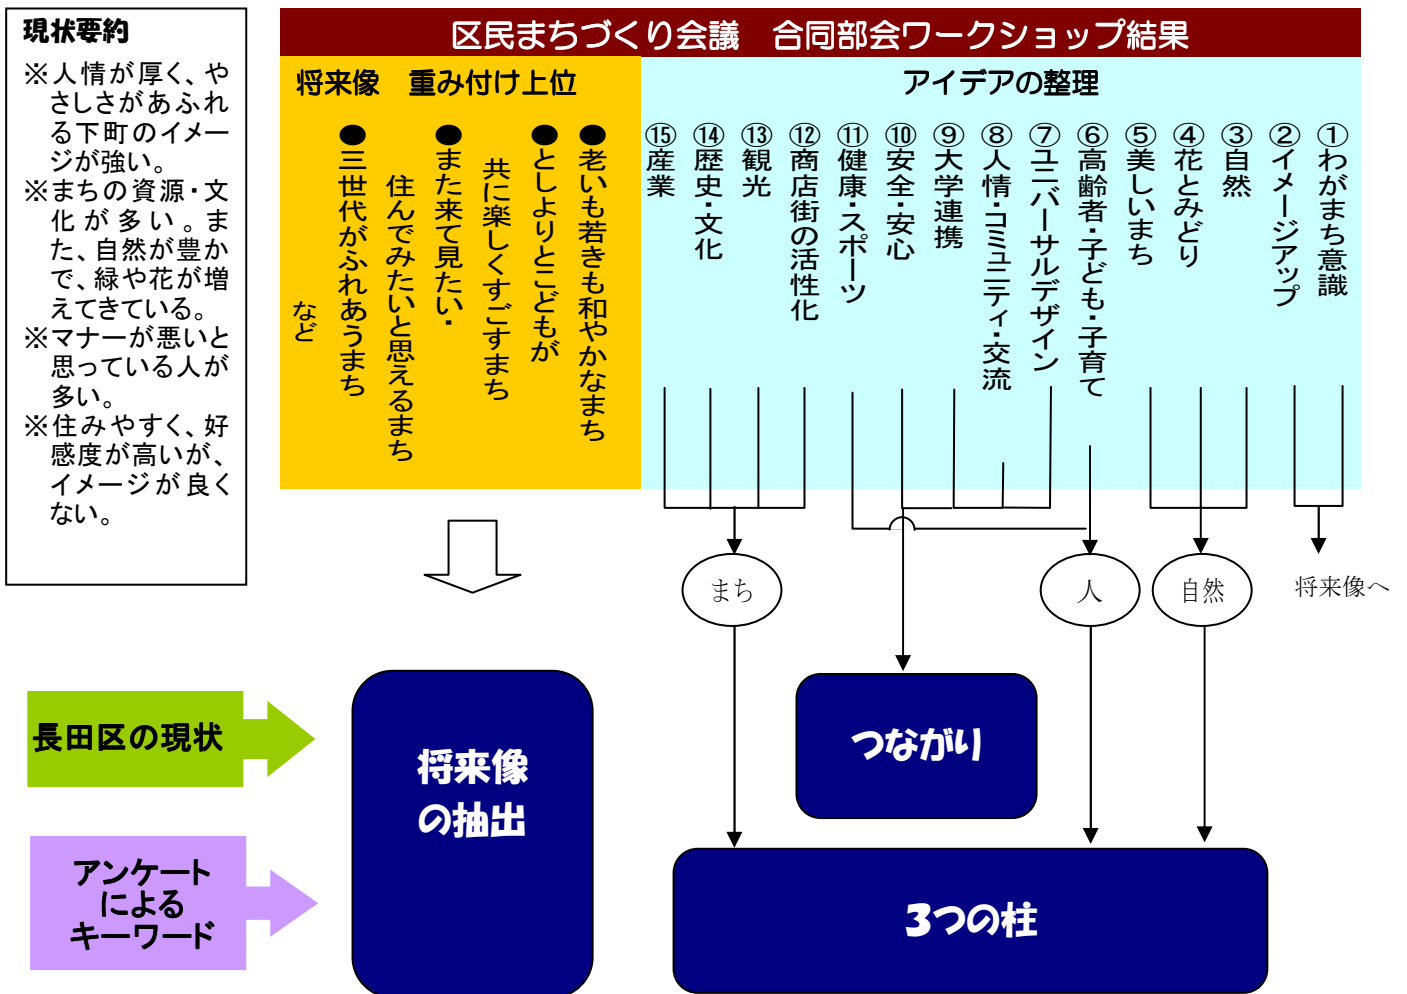 現状要約
※人情が厚く、や
さしさがあふれ
る下町のイメー
ジが強い。
※まちの資源・文
化が多い。ま
た、自然が豊か
で、緑や花が増
えてきている。
※マナーが悪いと
思っている人が
多い。
※住みやすく、好
感度が高いが、
イメージが良く
ない。
区民まちづくり会議　合同部会ワークショップ結果
将来像　重み付け上位
●老いも若きも和やかなまち
●としよりとこどもが
共に楽しくすごすまち
●また来て見たい・
住んでみたいと思えるまち
●三世代がふれあうまち
など
アイデアの整理
①わがまち意識
②イメージアップ
③自然
④花とみどり
⑤美しいまち
⑥高齢者・子ども・子育て
⑦ユニバーサルデザイン
⑧人情・コミュニティ・交流
⑨大学連携
⑩安全・安心
⑪健康・スポーツ
⑫商店街の活性化
⑬観光
⑭歴史・文化
⑮産業
まち
人
自然
将来像へ
長田区の現状
アンケート
による
キーワード
将来像
の抽出
つながり
3つの柱